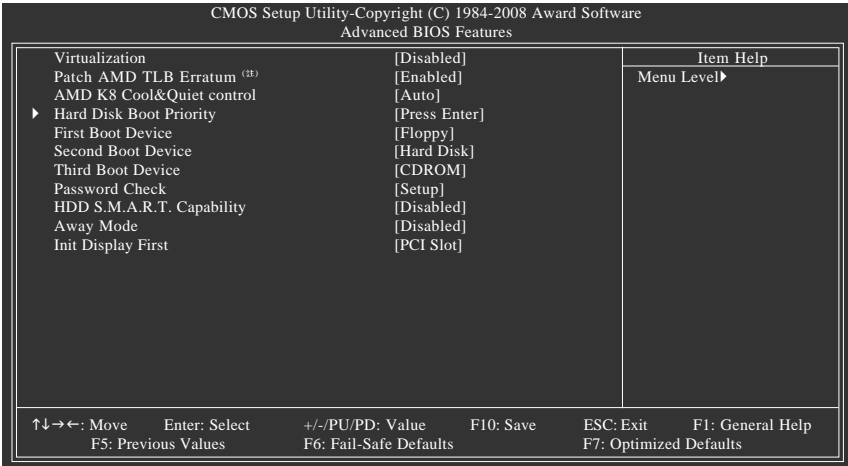 CMOS Setup Utility-Copyright (C) 1984-2008 Award Software
Advanced BIOS Features
Virtualization [Disabled] Item Help
Patch AMD TLB Erratum (註) [Enabled] Menu Level▶
AMD K8 Cool&Quiet control [Auto]
▶ Hard Disk Boot Priority [Press Enter]
First Boot Device [Floppy]
Second Boot Device [Hard Disk]
Third Boot Device [CDROM]
Password Check [Setup]
HDD S.M.A.R.T. Capability [Disabled]
Away Mode [Disabled]
Init Display First [PCI Slot]
↑↓→←: Move Enter: Select +/-/PU/PD: Value F10: Save ESC: Exit F1: General Help
F5: Previous Values F6: Fail-Safe Defaults F7: Optimized Defaults